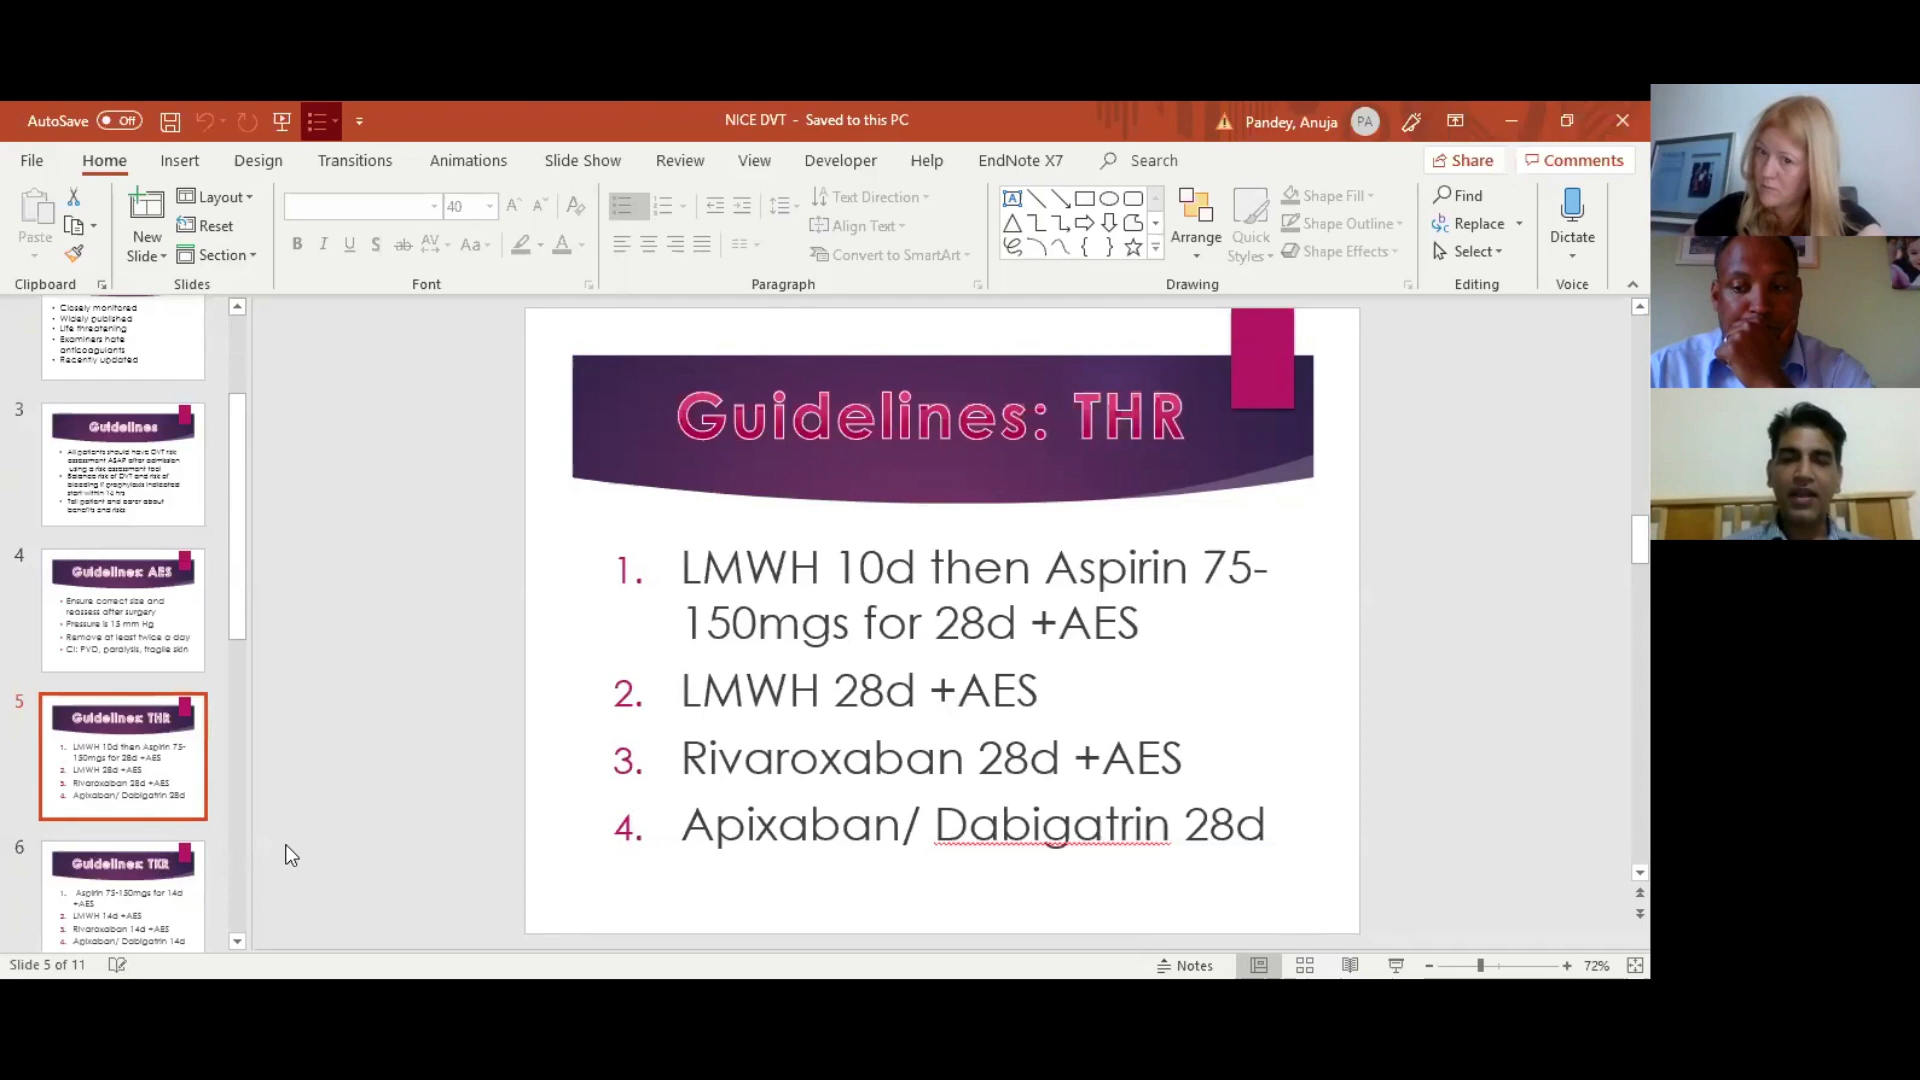 AutoSave Off
NICE DVT - Saved to this PC
Pandey, Anuja PA
File Home Insert Design Transitions Animations Slide Show Review View Developer Help EndNote X7 Search Share Comments
Paste
New
Slide
Layout
Reset
Section
40
B I U S ab AV Aa A
Text Direction
Align Text
Convert to SmartArt
Arrange
Quick
Styles
Shape Fill
Shape Outline
Shape Effects
Find
Replace
Select
Dictate
Clipboard Slides Font Paragraph Drawing Editing Voice
• Closely monitored
• Widely published
• Life threatening
• Examiners hate
anticoagulants
• Recently updated
3
Guidelines
• All patients should have DVT risk
assessment ASAP after admission
using a risk assessment tool
• Balance risk of DVT and risk of
bleeding if prophylaxis indicated
start within 14 hrs
• Tell patient and carer about
benefits and risks
4
Guidelines: AES
• Ensure correct size and
reassess after surgery
• Pressure is 15 mm Hg
• Remove at least twice a day
• CI: PVD, paralysis, fragile skin
5
Guidelines: THR
1. LMWH 10d then Aspirin 75-
150mgs for 28d +AES
2. LMWH 28d +AES
3. Rivaroxaban 28d +AES
4. Apixaban/ Dabigatrin 28d
6
Guidelines: TKR
1. Aspirin 75-150mgs for 14d
+AES
2. LMWH 14d +AES
3. Rivaroxaban 14d +AES
4. Apixaban/ Dabigatrin 14d
Guidelines: THR
1. LMWH 10d then Aspirin 75-
150mgs for 28d +AES
2. LMWH 28d +AES
3. Rivaroxaban 28d +AES
4. Apixaban/ Dabigatrin 28d
Slide 5 of 11
Notes
72%